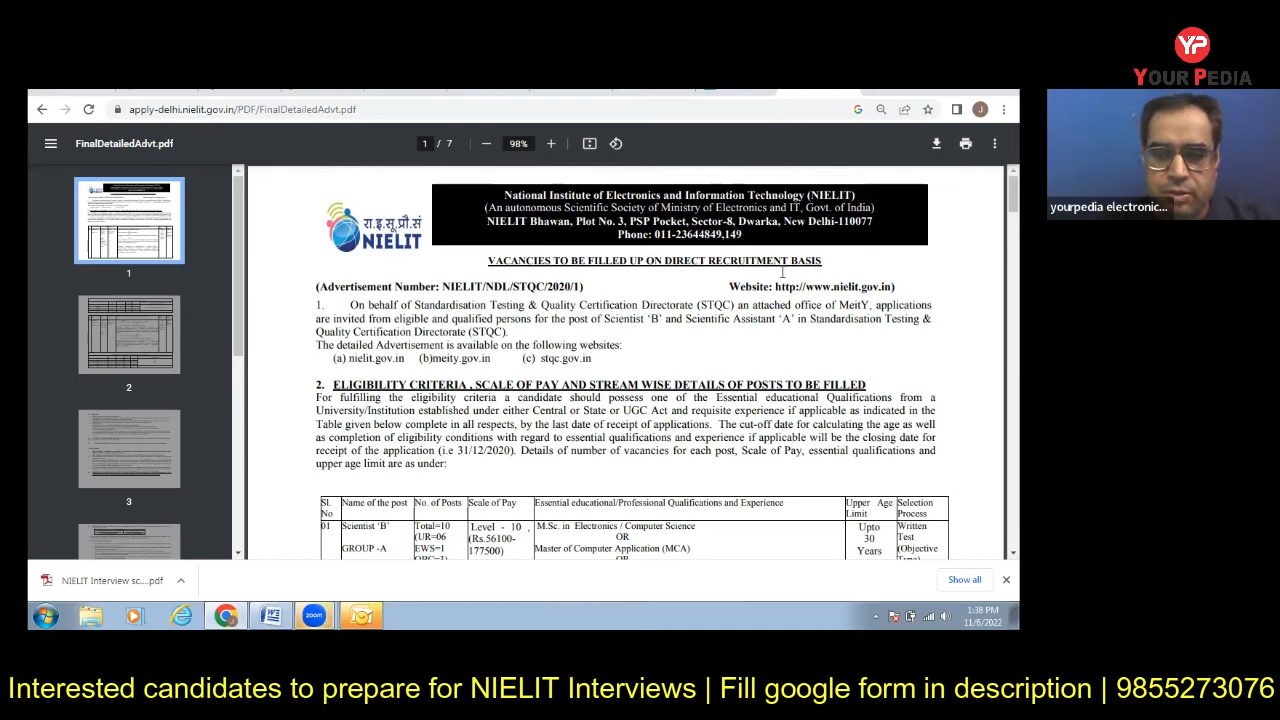 YP
YOUR PEDIA
apply-delhi.nielit.gov.in/PDF/FinalDetailedAdvt.pdf
J
FinalDetailedAdvt.pdf
1 / 7
98%
yourpedia electronic...
1
2
3
रा.इ.सू.प्रौ.सं
NIELIT
National Institute of Electronics and Information Technology (NIELIT)
(An autonomous Scientific Society of Ministry of Electronics and IT, Govt. of India)
NIELIT Bhawan, Plot No. 3, PSP Pocket, Sector-8, Dwarka, New Delhi-110077
Phone: 011-23644849,149
VACANCIES TO BE FILLED UP ON DIRECT RECRUITMENT BASIS
(Advertisement Number: NIELIT/NDL/STQC/2020/1) Website: http://www.nielit.gov.in)
1. On behalf of Standardisation Testing & Quality Certification Directorate (STQC) an attached office of MeitY, applications
are invited from eligible and qualified persons for the post of Scientist ‘B’ and Scientific Assistant ‘A’ in Standardisation Testing &
Quality Certification Directorate (STQC).
The detailed Advertisement is available on the following websites:
(a) nielit.gov.in (b)meity.gov.in (c) stqc.gov.in
2. ELIGIBILITY CRITERIA , SCALE OF PAY AND STREAM WISE DETAILS OF POSTS TO BE FILLED
For fulfilling the eligibility criteria a candidate should possess one of the Essential educational Qualifications from a
University/Institution established under either Central or State or UGC Act and requisite experience if applicable as indicated in the
Table given below complete in all respects, by the last date of receipt of applications. The cut-off date for calculating the age as well
as completion of eligibility conditions with regard to essential qualifications and experience if applicable will be the closing date for
receipt of the application (i.e 31/12/2020). Details of number of vacancies for each post, Scale of Pay, essential qualifications and
upper age limit are as under:
Sl. No Name of the post No. of Posts Scale of Pay Essential educational/Professional Qualifications and Experience Upper Age Limit Selection Process
01 Scientist ‘B’ Total=10 Level - 10 , M.Sc. in Electronics / Computer Science Upto Written
(UR=06 (Rs.56100- OR 30 Test
GROUP -A EWS=1 177500) Master of Computer Application (MCA) Years (Objective
NIELIT Interview sc....pdf
Show all
zoom
1:38 PM
11/6/2022
Interested candidates to prepare for NIELIT Interviews | Fill google form in description | 9855273076